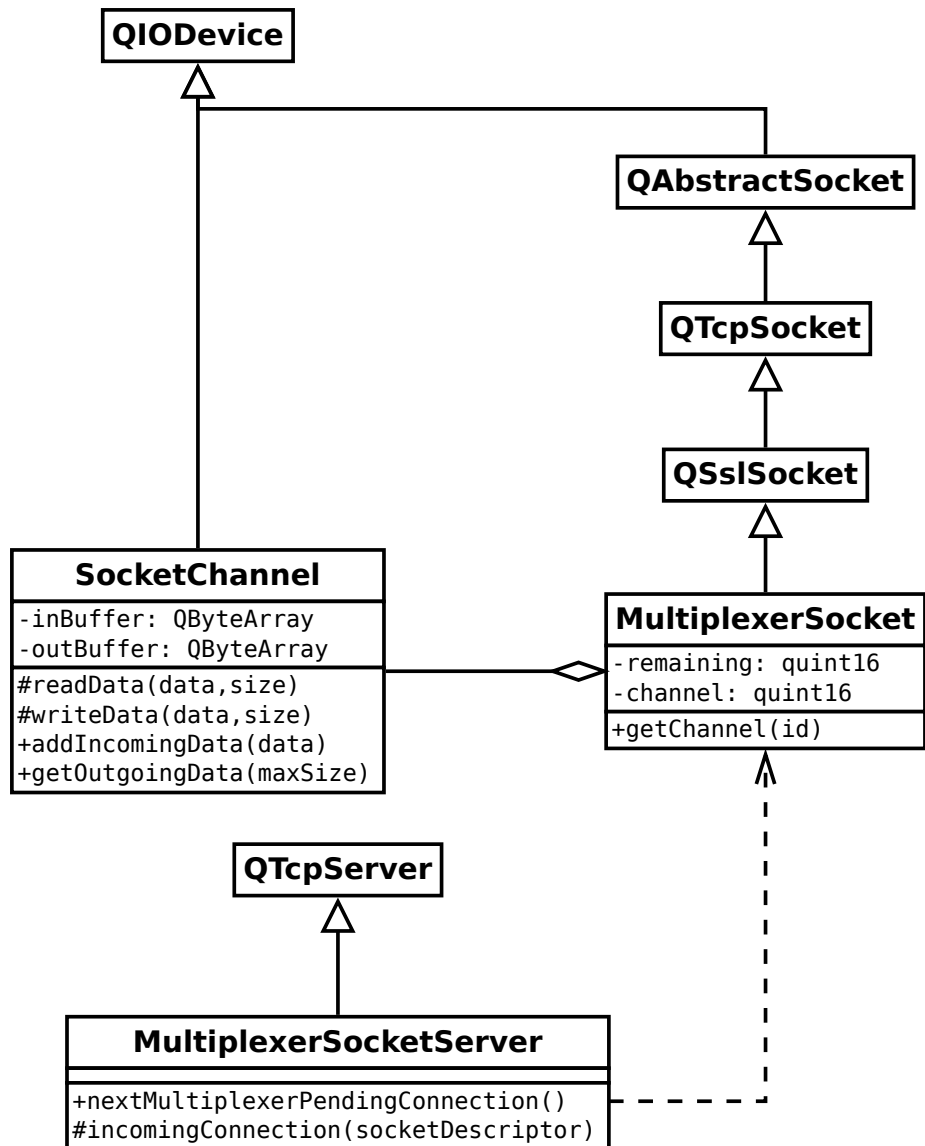 QIODevice
QAbstractSocket
QTcpSocket
QSslSocket
SocketChannel
-inBuffer: QByteArray
-outBuffer: QByteArray
#readData(data,size)
#writeData(data,size)
+addIncomingData(data)
+getOutgoingData(maxSize)
MultiplexerSocket
-remaining: quint16
-channel: quint16
+getChannel(id)
QTcpServer
MultiplexerSocketServer
+nextMultiplexerPendingConnection()
#incomingConnection(socketDescriptor)